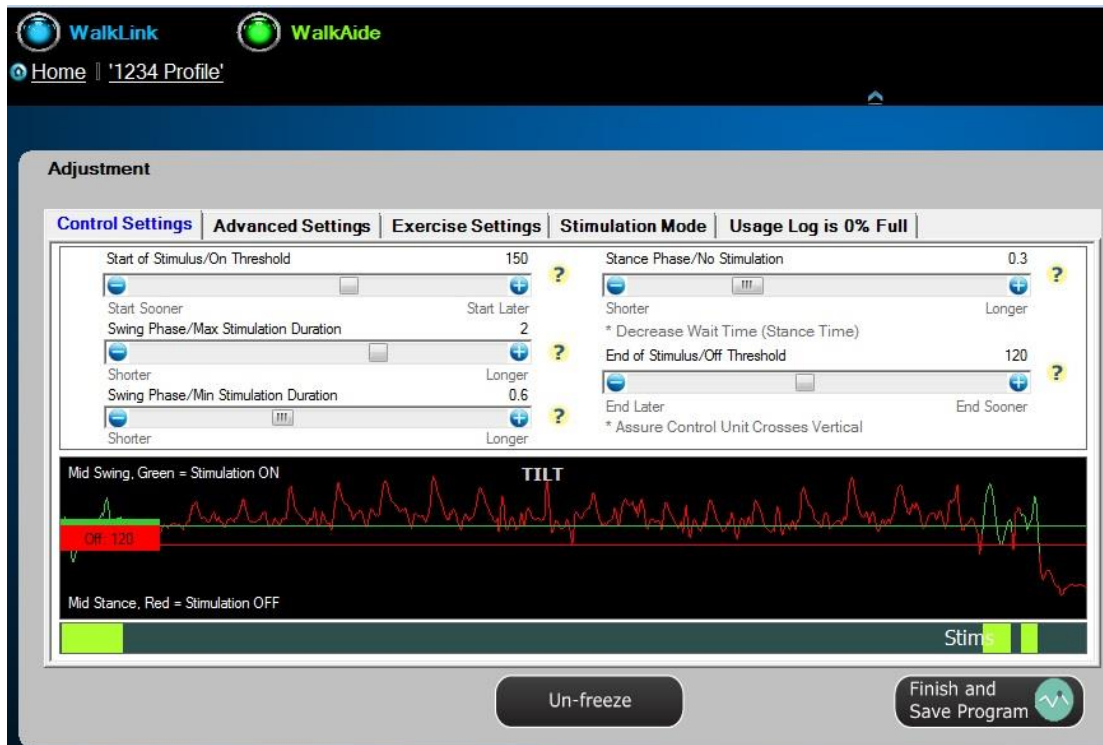 WalkLink WalkAide
Home '1234 Profile'
Adjustment
Control Settings Advanced Settings Exercise Settings Stimulation Mode Usage Log is 0% Full
Start of Stimulus/On Threshold 150 ?
Start Sooner Start Later
Swing Phase/Max Stimulation Duration 2 ?
Shorter Longer
Swing Phase/Min Stimulation Duration 0.6 ?
Shorter Longer
Stance Phase/No Stimulation 0.3 ?
Shorter Longer
* Decrease Wait Time (Stance Time)
End of Stimulus/Off Threshold 120 ?
End Later End Sooner
* Assure Control Unit Crosses Vertical
Mid Swing, Green = Stimulation ON TILT
Off: 120
Mid Stance, Red = Stimulation OFF
Stims
Un-freeze
Finish and
Save Program